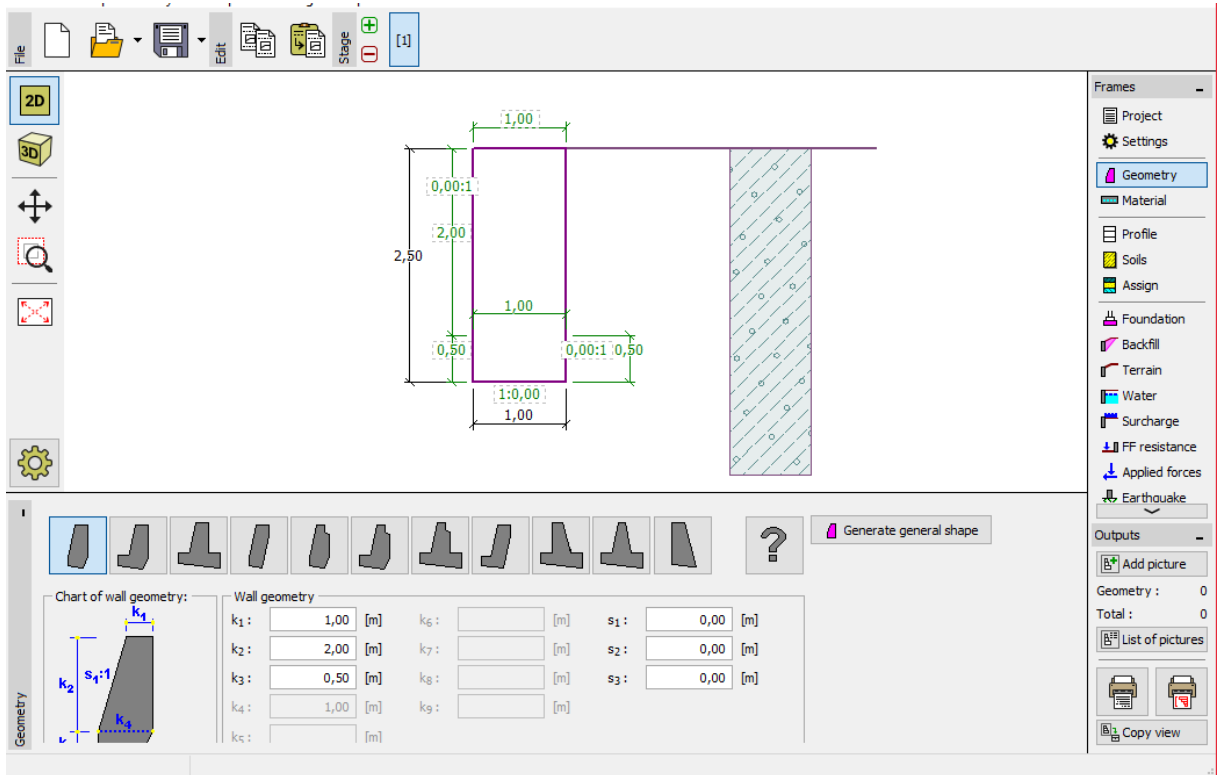 File
Edit
Stage
[1]
2D
3D
1,00
0,00:1
2,00
2,50
1,00
0,50
0,00:1
0,50
1:0,00
1,00
Frames
Project
Settings
Geometry
Material
Profile
Soils
Assign
Foundation
Backfill
Terrain
Water
Surcharge
FF resistance
Applied forces
Earthquake
Outputs
Add picture
Geometry : 0
Total : 0
List of pictures
Copy view
Geometry
?
Generate general shape
Chart of wall geometry:
k1
k2
s1:1
k4
Wall geometry
k1 : 1,00 [m] k6 : [m] s1 : 0,00 [m]
k2 : 2,00 [m] k7 : [m] s2 : 0,00 [m]
k3 : 0,50 [m] k8 : [m] s3 : 0,00 [m]
k4 : 1,00 [m] k9 : [m]
k5 : [m]